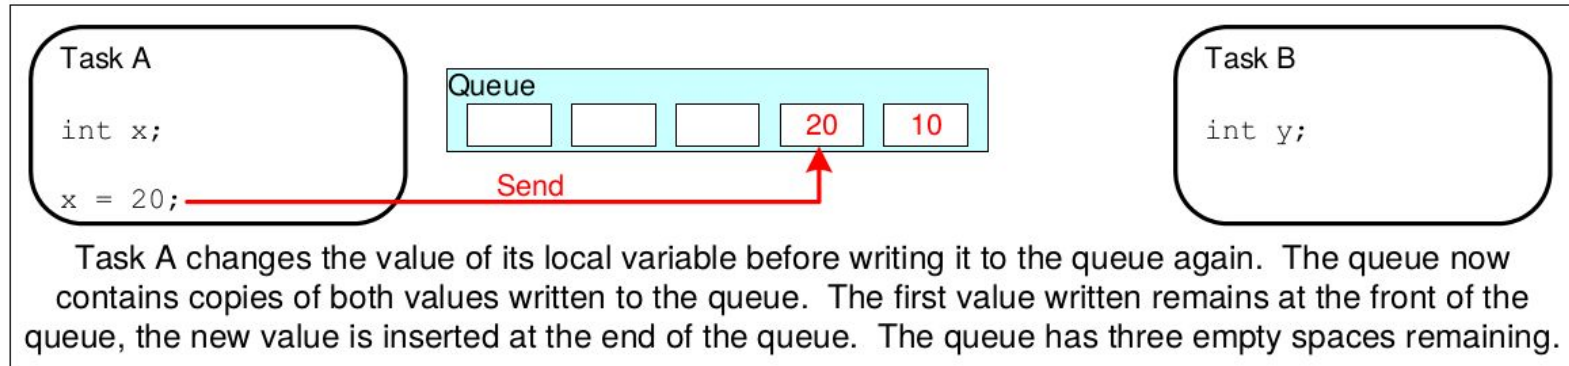 Task A
int x;
x = 20;
Queue
20 10
Send
Task B
int y;
Task A changes the value of its local variable before writing it to the queue again. The queue now
contains copies of both values written to the queue. The first value written remains at the front of the
queue, the new value is inserted at the end of the queue. The queue has three empty spaces remaining.